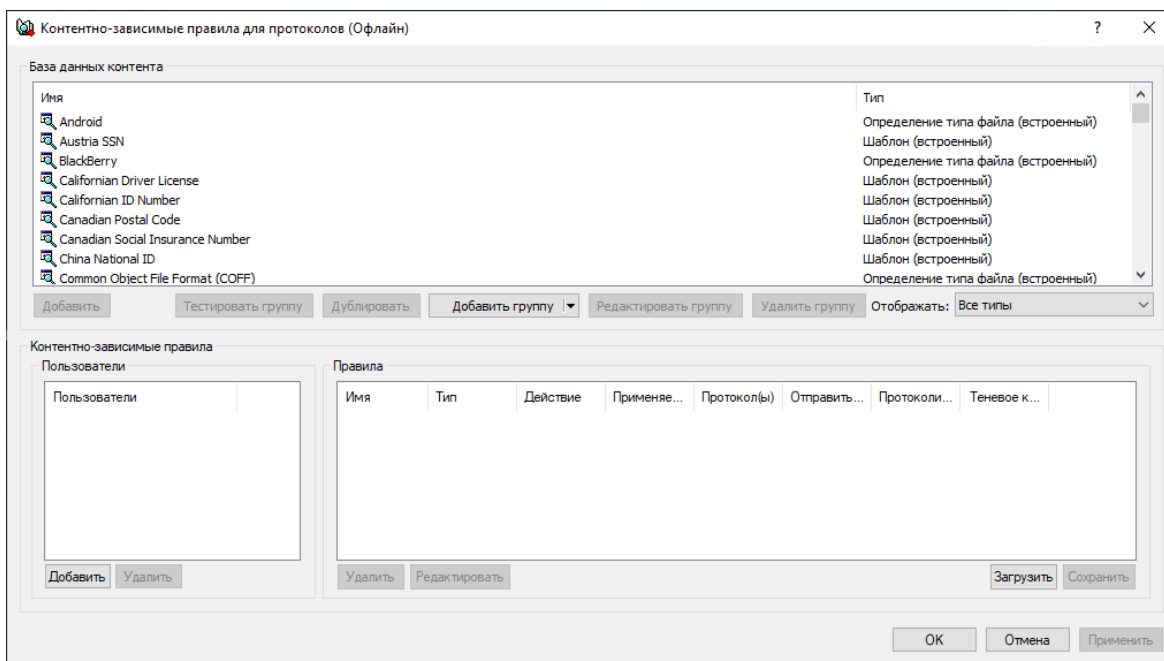 Контентно-зависимые правила для протоколов (Офлайн) ?
База данных контента
Имя Тип
Android Определение типа файла (встроенный)
Austria SSN Шаблон (встроенный)
BlackBerry Определение типа файла (встроенный)
Californian Driver License Шаблон (встроенный)
Californian ID Number Шаблон (встроенный)
Canadian Postal Code Шаблон (встроенный)
Canadian Social Insurance Number Шаблон (встроенный)
China National ID Шаблон (встроенный)
Common Object File Format (COFF) Определение типа файла (встроенный)
Добавить Тестировать группу Дублировать Добавить группу Редактировать группу Удалить группу Отображать: Все типы
Контентно-зависимые правила
Пользователи Правила
Пользователи Имя Тип Действие Применяе... Протокол(ы) Отправить... Протоколи... Теневое к...
Добавить Удалить Удалить Редактировать Загрузить Сохранить
OK Отмена Применить